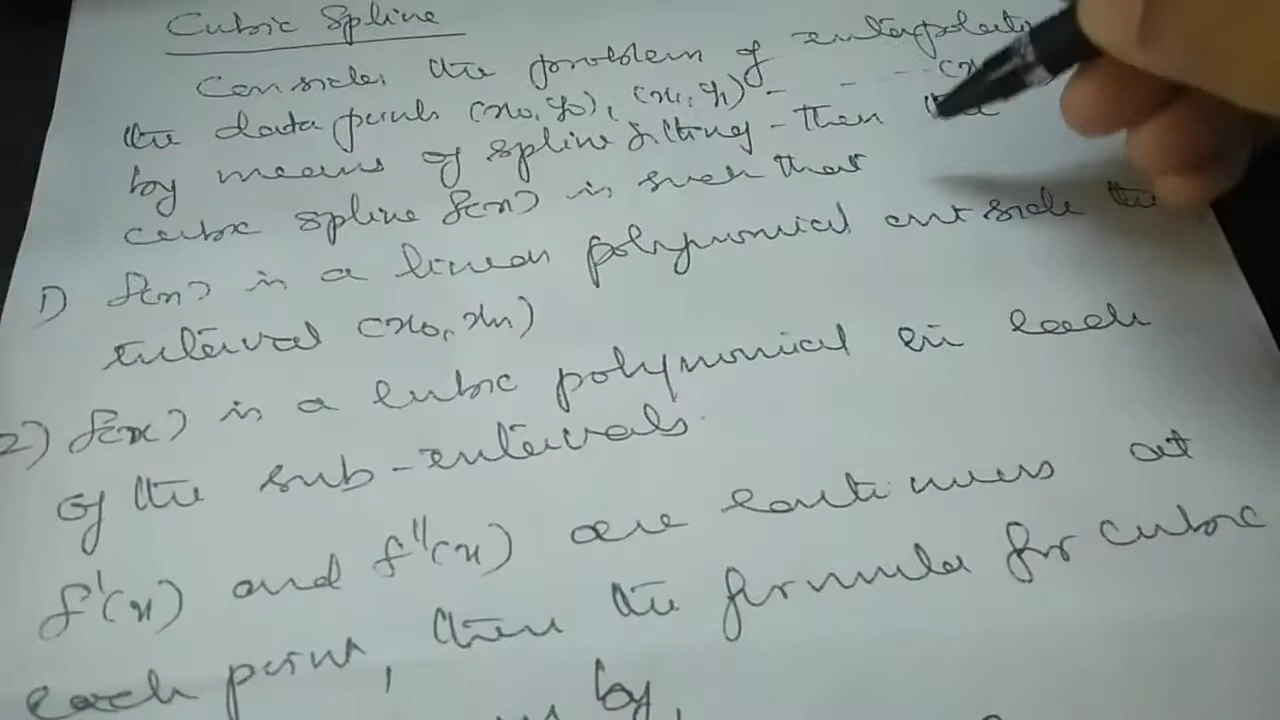 Cubic Spline
Consider the problem of interpolati
the data points (x0, y0), (x1, y1) - - - - (x
by means of spline fitting - then the
cubic spline f(x) is such that
1) f(x) is a linear polynomial outside the
interval (x0, xn)
2) f(x) is a cubic polynomial in each
of the sub-intervals.
f'(x) and f''(x) are continuous at
each point, then the formula for cubic
by,